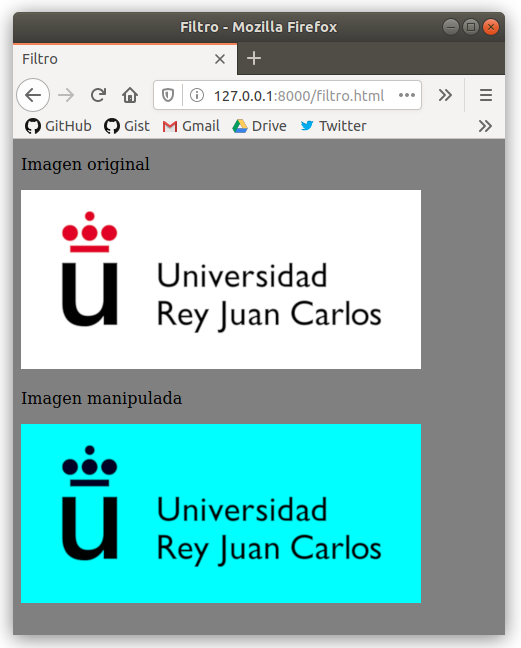 Filtro - Mozilla Firefox
Filtro
127.0.0.1:8000/filtro.html
GitHub Gist Gmail Drive Twitter
Imagen original
u Universidad
Rey Juan Carlos
Imagen manipulada
u Universidad
Rey Juan Carlos